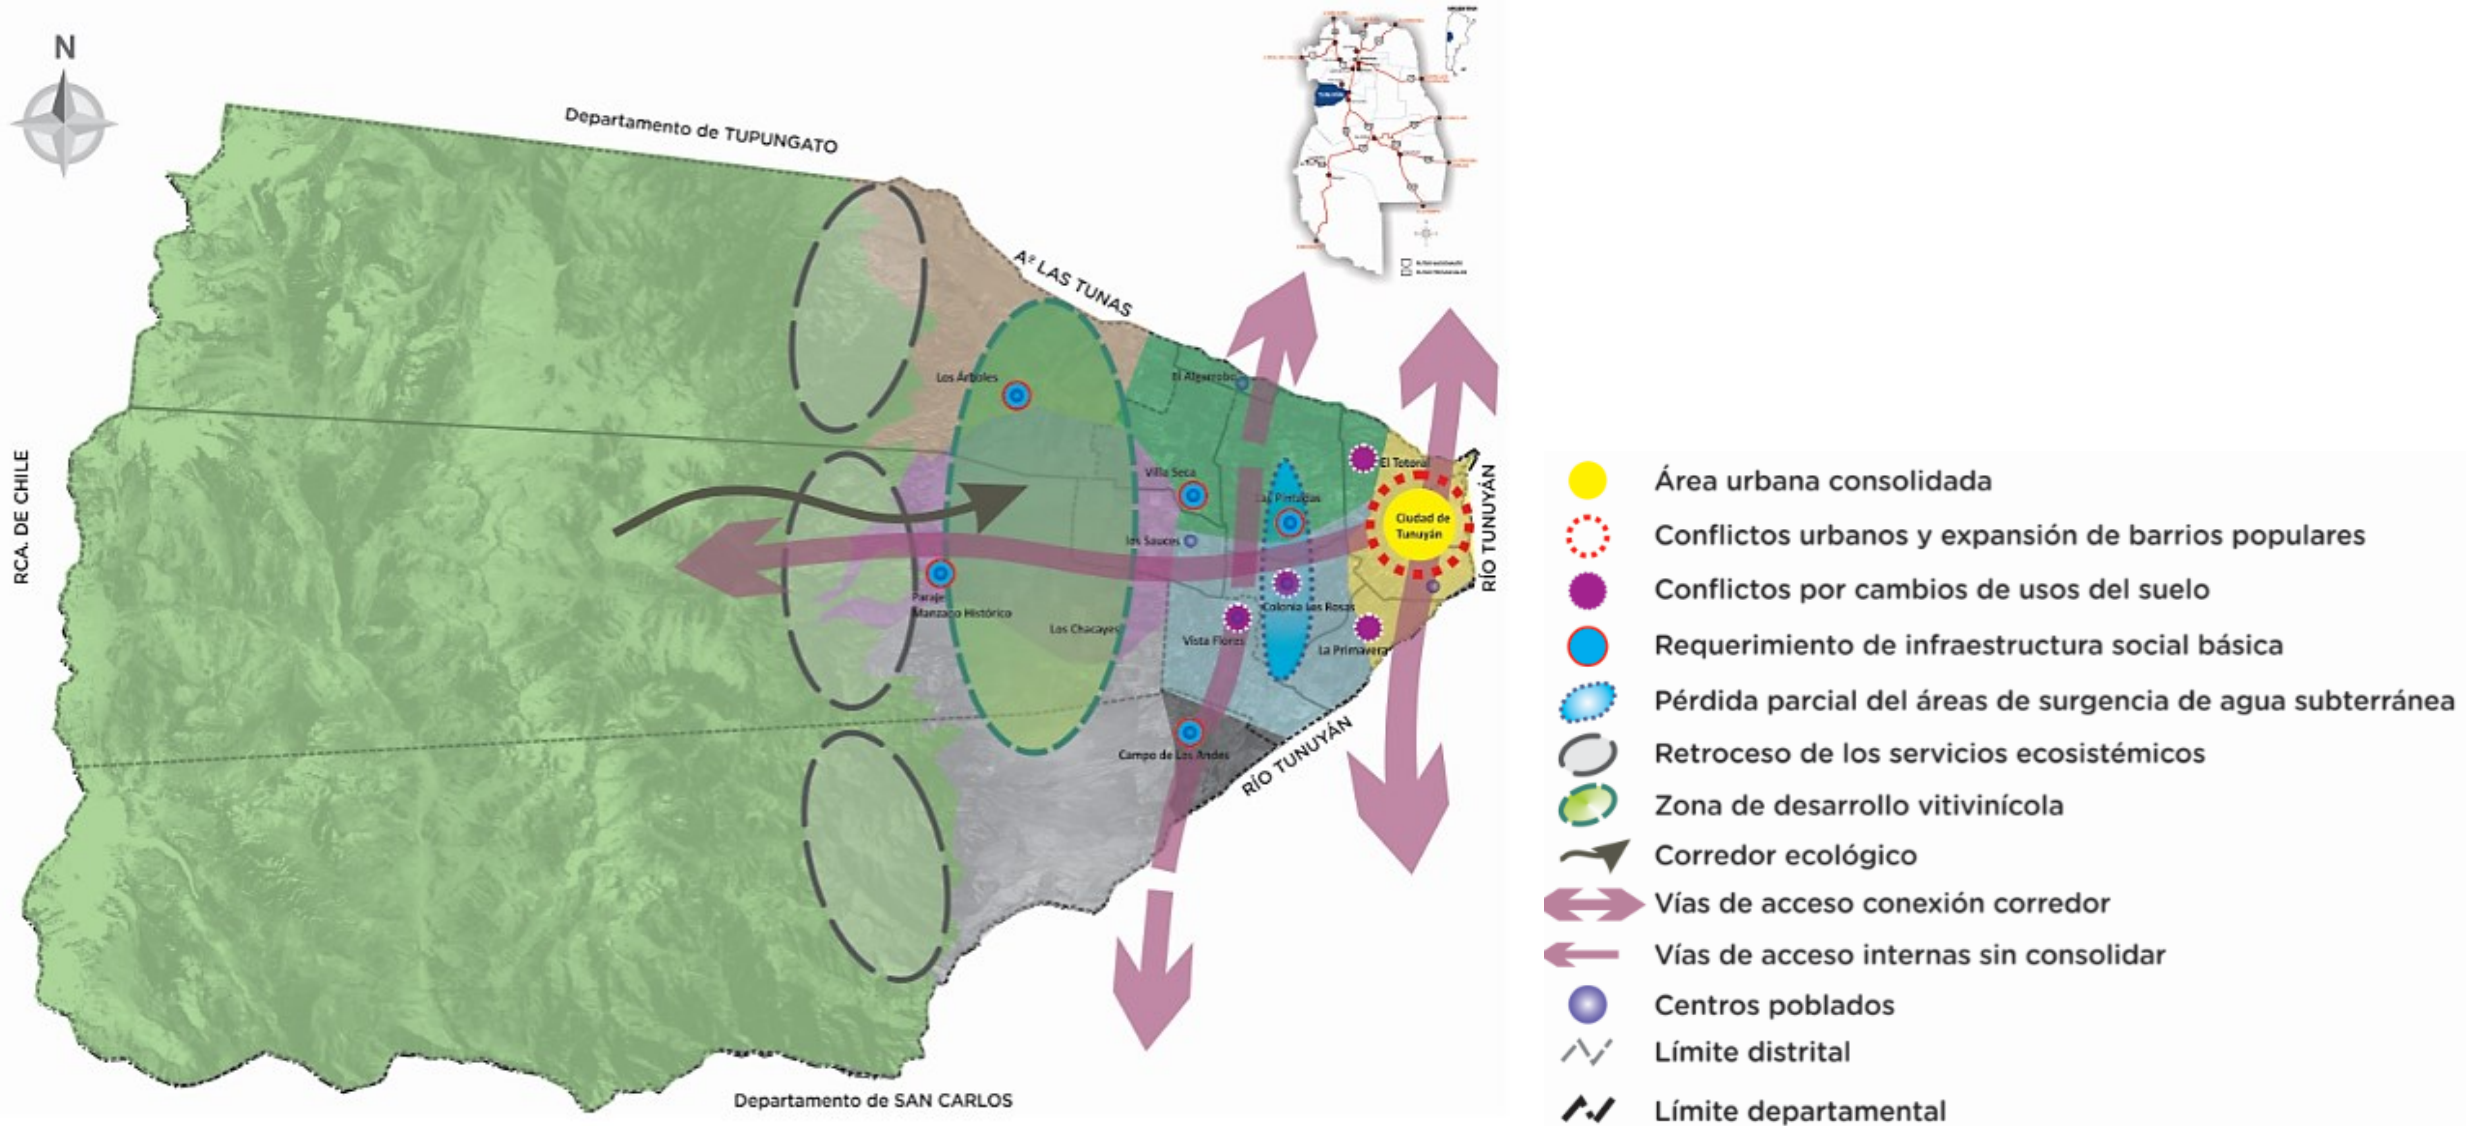 N
Departamento de TUPUNGATO
Aº LAS TUNAS
RCA. DE CHILE
Los Árboles
El Algarrobo
Villa Seca
El Totoral
Las Pintadas
Ciudad de
Tunuyán
los Sauces
RÍO TUNUYÁN
Paraje
Manzano Histórico
Los Chacayes
Colonia Las Rosas
Vista Flores
La Primavera
Campo de Los Andes
RÍO TUNUYÁN
Departamento de SAN CARLOS
Área urbana consolidada
Conflictos urbanos y expansión de barrios populares
Conflictos por cambios de usos del suelo
Requerimiento de infraestructura social básica
Pérdida parcial del áreas de surgencia de agua subterránea
Retroceso de los servicios ecosistémicos
Zona de desarrollo vitivinícola
Corredor ecológico
Vías de acceso conexión corredor
Vías de acceso internas sin consolidar
Centros poblados
Límite distrital
Límite departamental